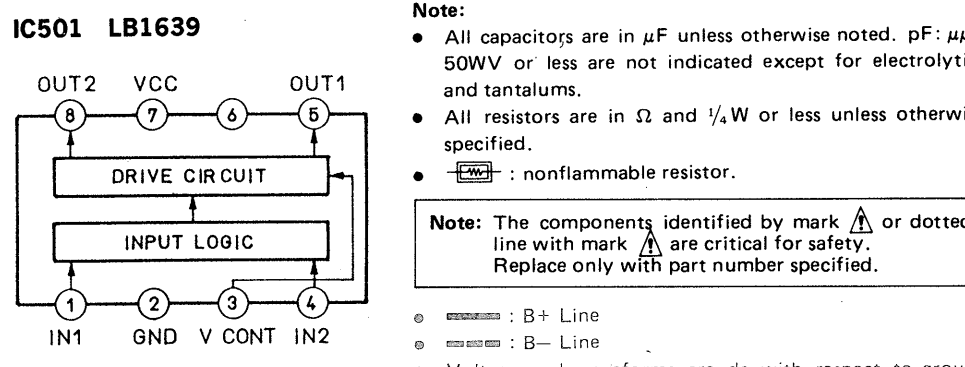 IC501 LB1639
OUT2 VCC OUT1
8 7 6 5
DRIVE CIRCUIT
INPUT LOGIC
1 2 3 4
IN1 GND V CONT IN2
Note:
• All capacitors are in μF unless otherwise noted. pF: μμ
50WV or less are not indicated except for electrolyti
and tantalums.
• All resistors are in Ω and ¼W or less unless otherwi
specified.
• : nonflammable resistor.
Note: The components identified by mark ⚠ or dotted
line with mark ⚠ are critical for safety.
Replace only with part number specified.
: B+ Line
: B– Line